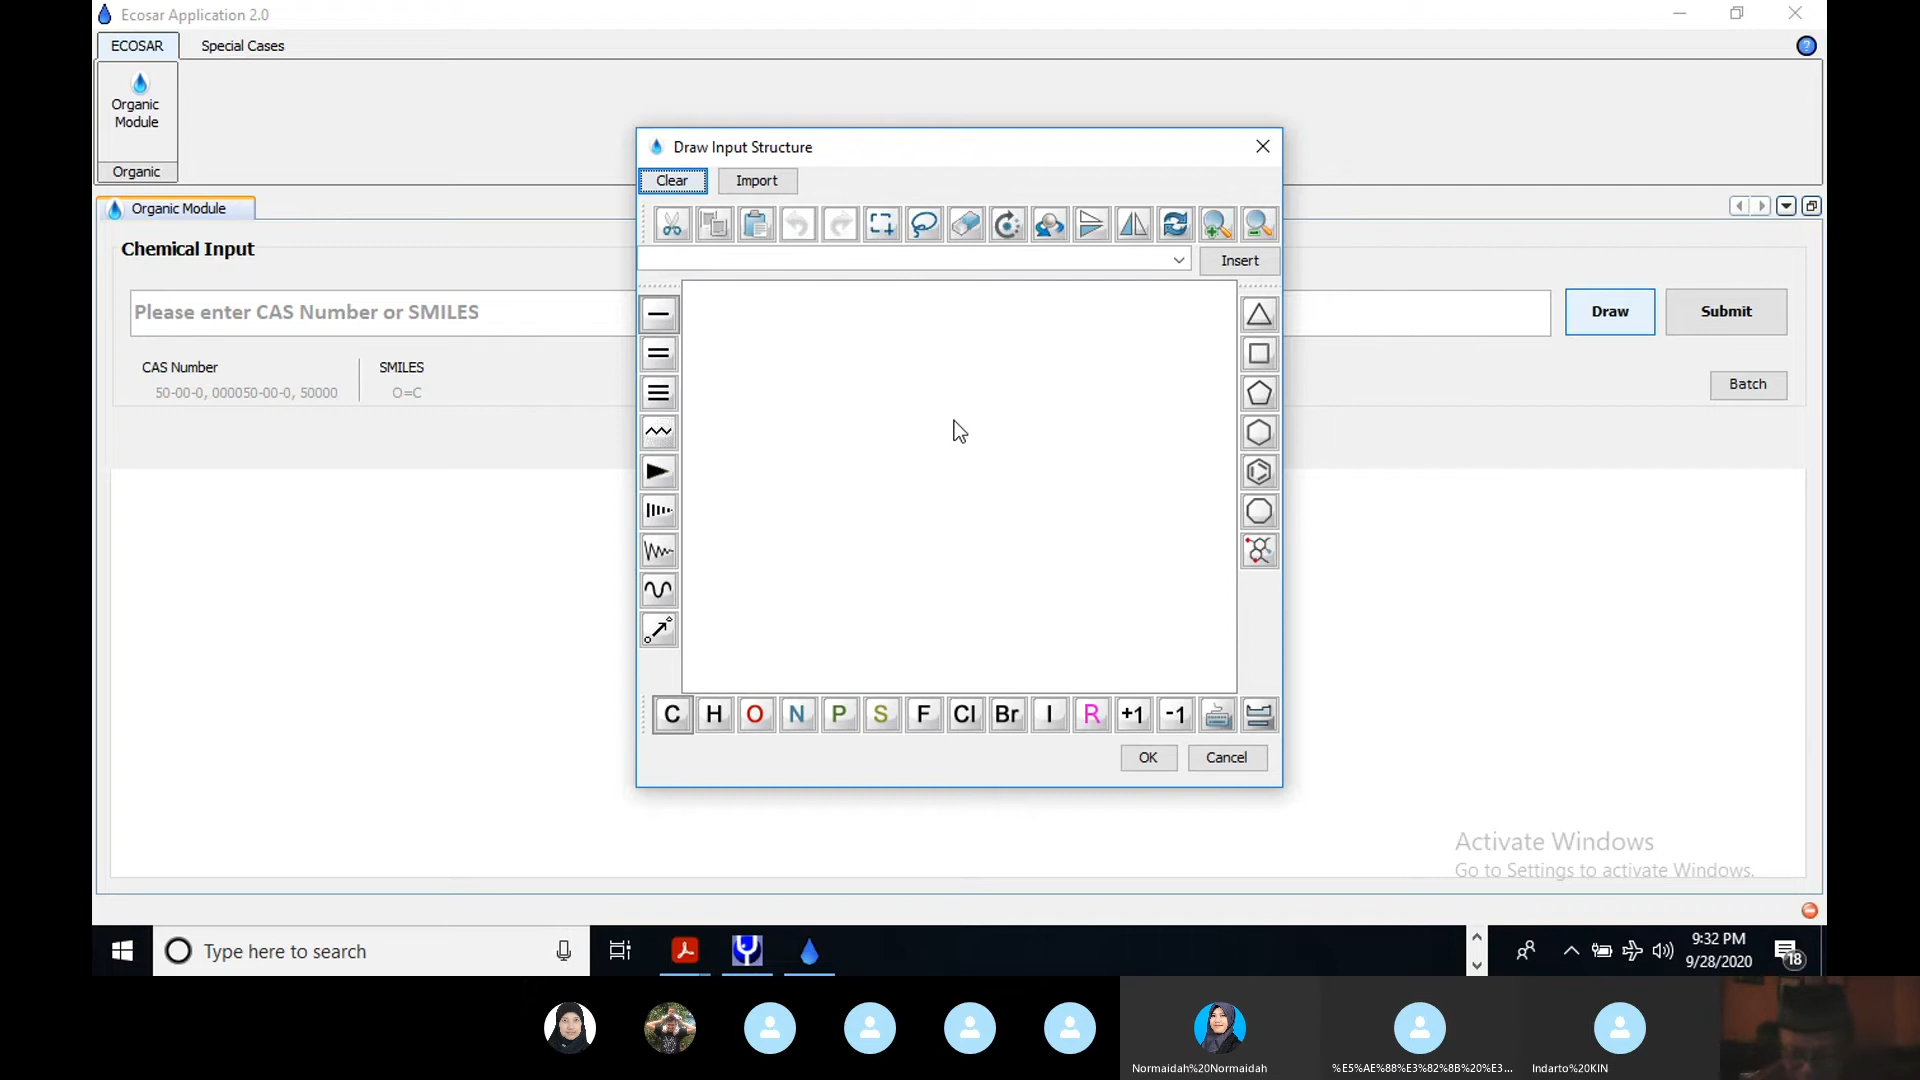 Ecosar Application 2.0
ECOSAR
Special Cases
Organic
Module
Organic
Organic Module
Chemical Input
Please enter CAS Number or SMILES
Draw
Submit
CAS Number
SMILES
50-00-0, 000050-00-0, 50000
O=C
Batch
Draw Input Structure
Clear
Import
Insert
C
H
O
N
P
S
F
Cl
Br
I
R
+1
-1
OK
Cancel
Activate Windows
Go to Settings to activate Windows.
Type here to search
9:32 PM
9/28/2020
18
Normaidah%20Normaidah
%E5%AE%88%E3%82%8B%20%E3...
Indarto%20KIN